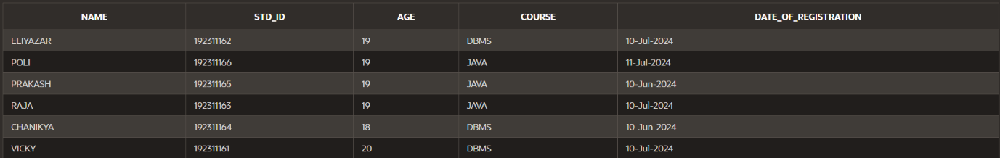 NAME STD_ID AGE COURSE DATE_OF_REGISTRATION
ELIYAZAR 192311162 19 DBMS 10-Jul-2024
POLI 192311166 19 JAVA 11-Jul-2024
PRAKASH 192311165 19 JAVA 10-Jun-2024
RAJA 192311163 19 JAVA 10-Jul-2024
CHANIKYA 192311164 18 DBMS 10-Jun-2024
VICKY 192311161 20 DBMS 10-Jul-2024